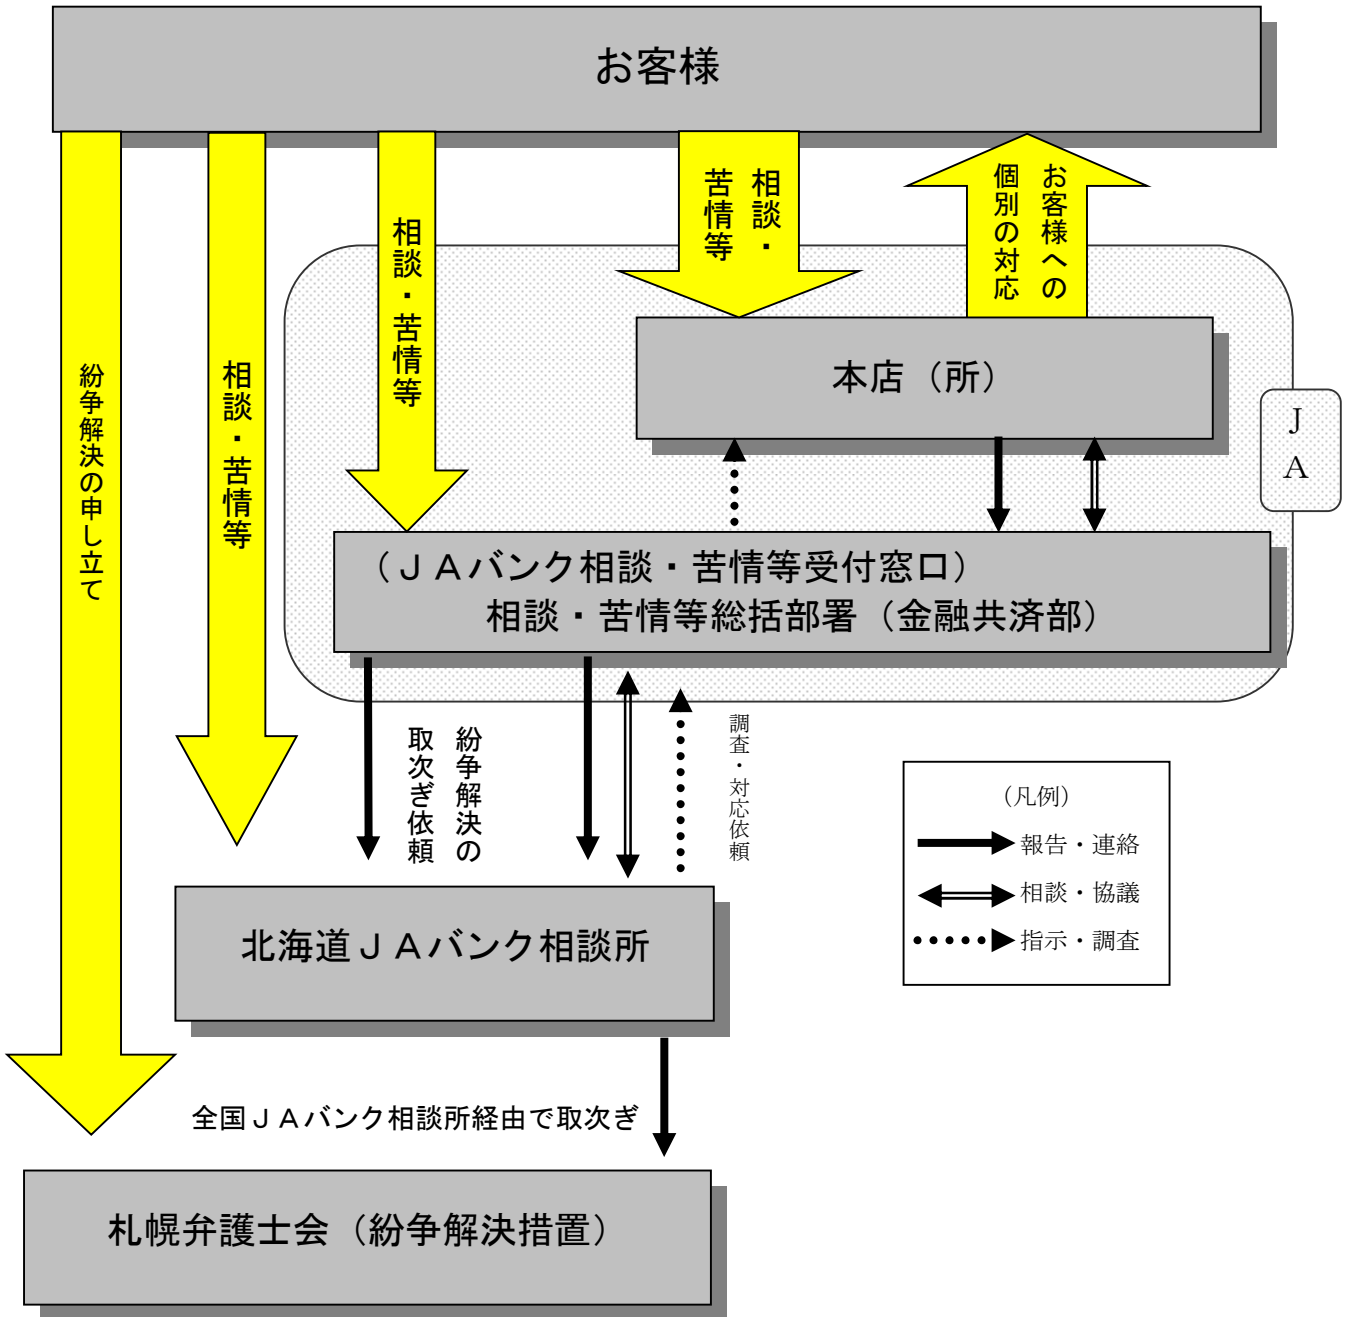 お客様
紛争解決の申し立て
相談・苦情等
相談・苦情等
相談・
苦情等
お客様への
個別の対応
本店（所）
ＪＡ
（ＪＡバンク相談・苦情等受付窓口）
相談・苦情等総括部署（金融共済部）
紛争解決の
取次ぎ依頼
調査・対応依頼
（凡例）
報告・連絡
相談・協議
指示・調査
北海道ＪＡバンク相談所
全国ＪＡバンク相談所経由で取次ぎ
札幌弁護士会（紛争解決措置）